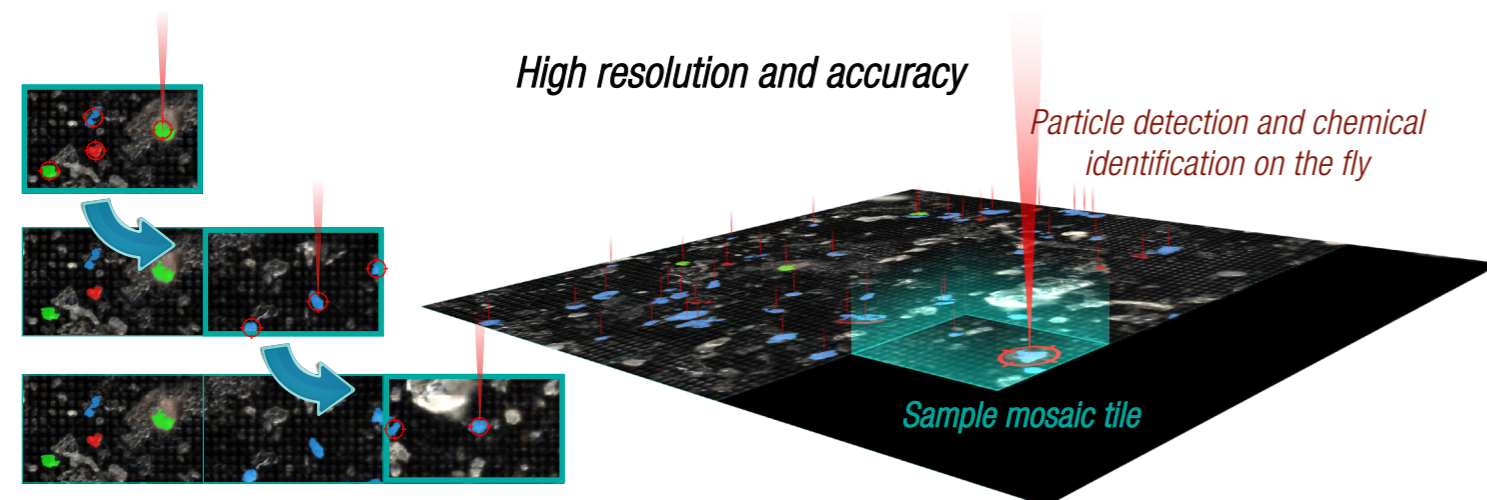 High resolution and accuracy
Particle detection and chemical
identification on the fly
Sample mosaic tile